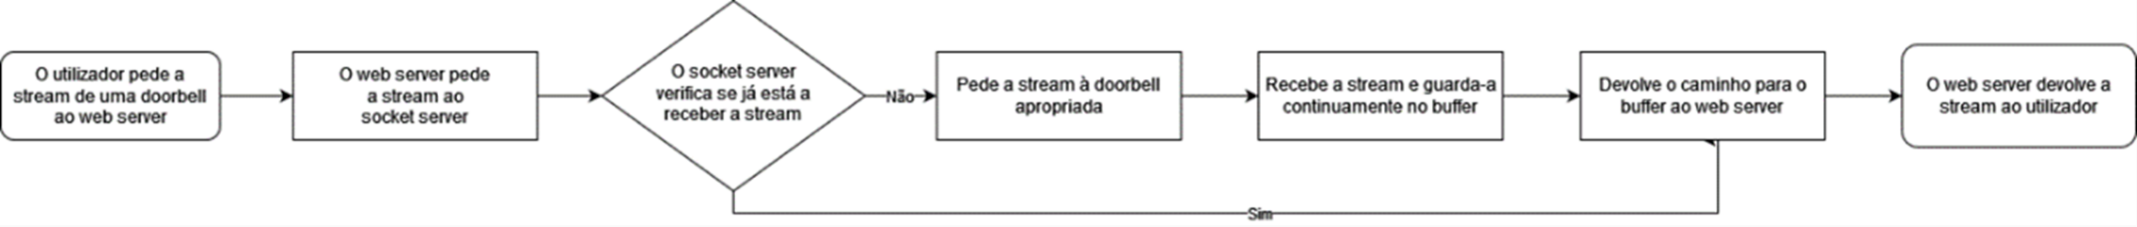 O utilizador pede a
stream de uma doorbell
ao web server
O web server pede
a stream ao
socket server
O socket server
verifica se já está a
receber a stream
Não
Pede a stream à doorbell
apropriada
Recebe a stream e guarda-a
continuamente no buffer
Devolve o caminho para o
buffer ao web server
O web server devolve a
stream ao utilizador
Sim